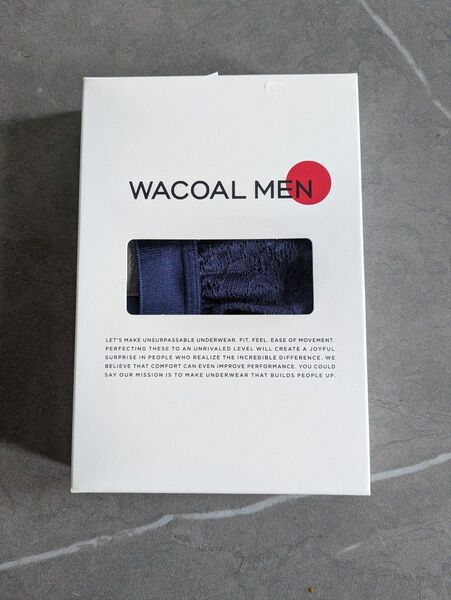 WACOAL MEN
LET'S MAKE UNSURPASSABLE UNDERWEAR. FIT. FEEL. EASE OF MOVEMENT.
PERFECTING THESE TO AN UNRIVALED LEVEL WILL CREATE A JOYFUL
SURPRISE IN PEOPLE WHO REALIZE THE INCREDIBLE DIFFERENCE. WE
BELIEVE THAT COMFORT CAN EVEN IMPROVE PERFORMANCE. YOU COULD
SAY OUR MISSION IS TO MAKE UNDERWEAR THAT BUILDS PEOPLE UP.